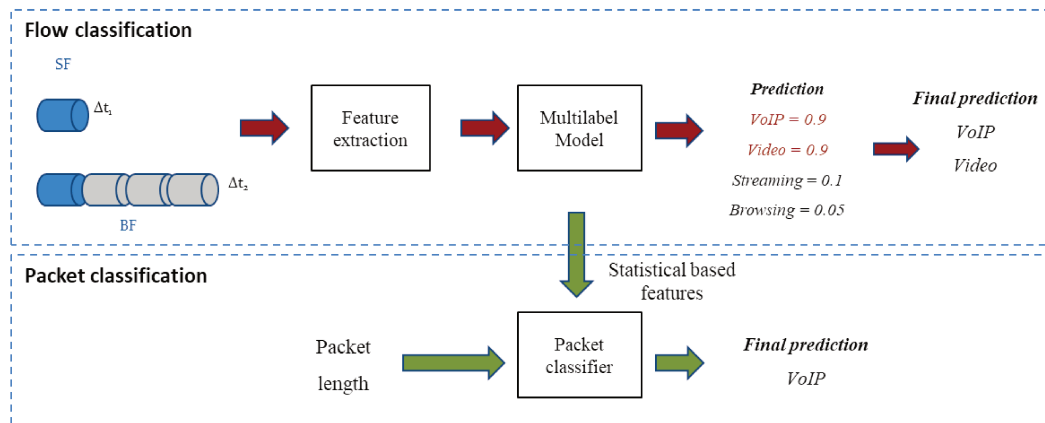 Flow classification
SF
Δt1
BF
Δt2
Feature
extraction
Multilabel
Model
Prediction
VoIP = 0.9
Video = 0.9
Streaming = 0.1
Browsing = 0.05
Final prediction
VoIP
Video
Packet classification
Statistical based
features
Packet
length
Packet
classifier
Final prediction
VoIP